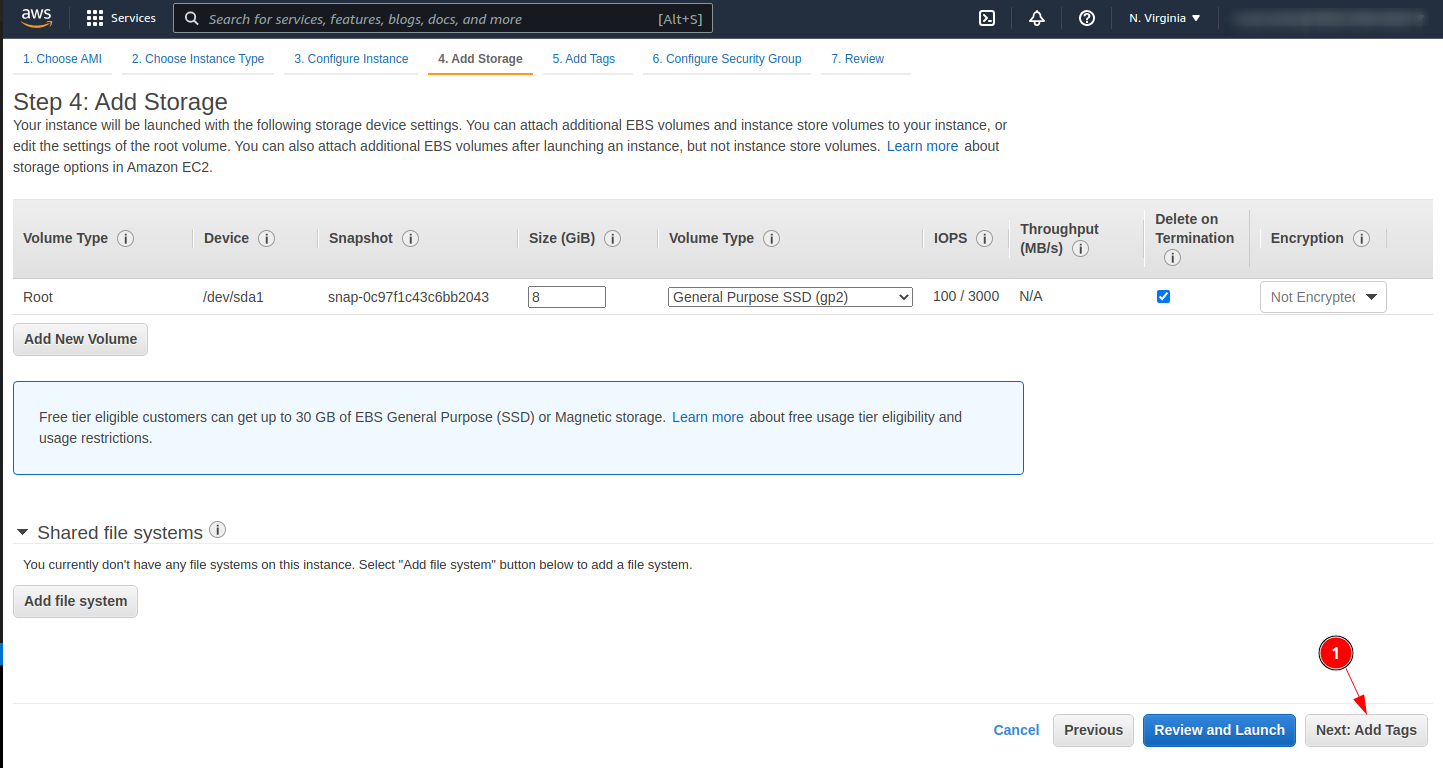 aws Services Search for services, features, blogs, docs, and more [Alt+S] N. Virginia
1. Choose AMI 2. Choose Instance Type 3. Configure Instance 4. Add Storage 5. Add Tags 6. Configure Security Group 7. Review
Step 4: Add Storage
Your instance will be launched with the following storage device settings. You can attach additional EBS volumes and instance store volumes to your instance, or
edit the settings of the root volume. You can also attach additional EBS volumes after launching an instance, but not instance store volumes. Learn more about
storage options in Amazon EC2.
Volume Type i Device i Snapshot i Size (GiB) i Volume Type i IOPS i Throughput (MB/s) i Delete on Termination i Encryption i
Root /dev/sda1 snap-0c97f1c43c6bb2043 8 General Purpose SSD (gp2) 100 / 3000 N/A Not Encrypted
Add New Volume
Free tier eligible customers can get up to 30 GB of EBS General Purpose (SSD) or Magnetic storage. Learn more about free usage tier eligibility and
usage restrictions.
Shared file systems i
You currently don't have any file systems on this instance. Select "Add file system" button below to add a file system.
Add file system
1
Cancel Previous Review and Launch Next: Add Tags